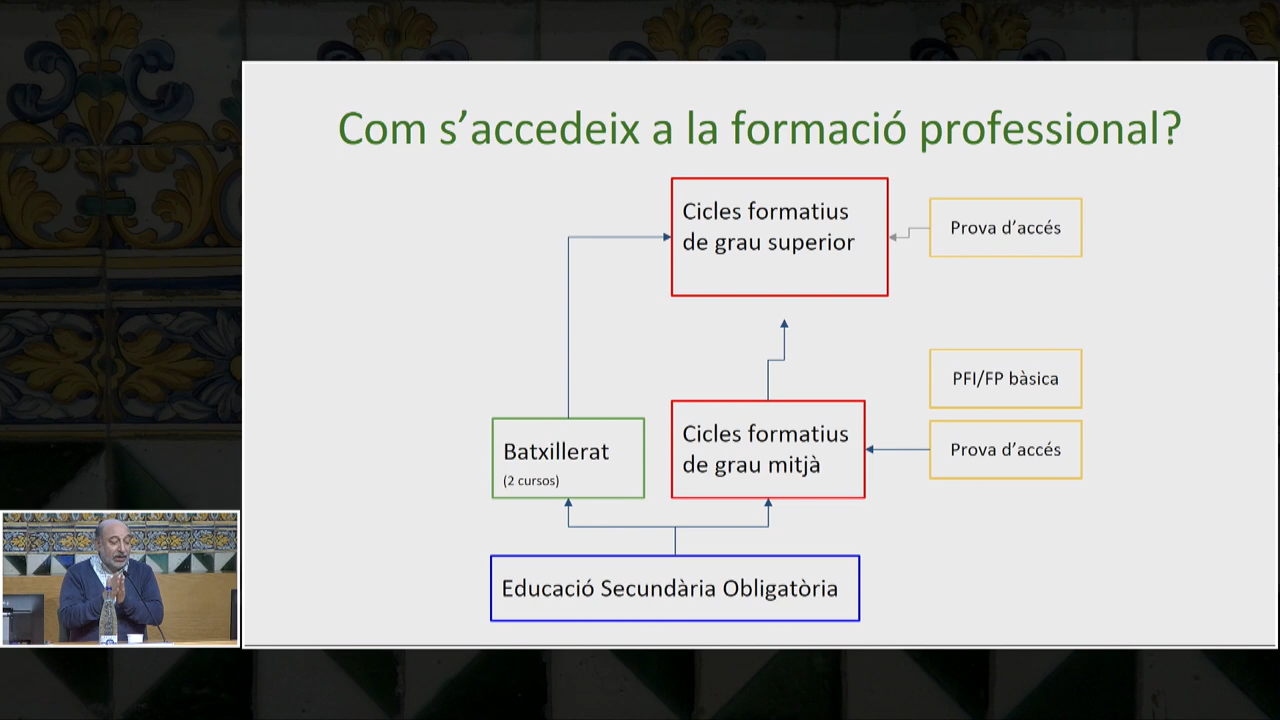 Com s’accedeix a la formació professional?
Cicles formatius
de grau superior
Prova d’accés
PFI/FP bàsica
Cicles formatius
de grau mitjà
Prova d’accés
Batxillerat
(2 cursos)
Educació Secundària Obligatòria